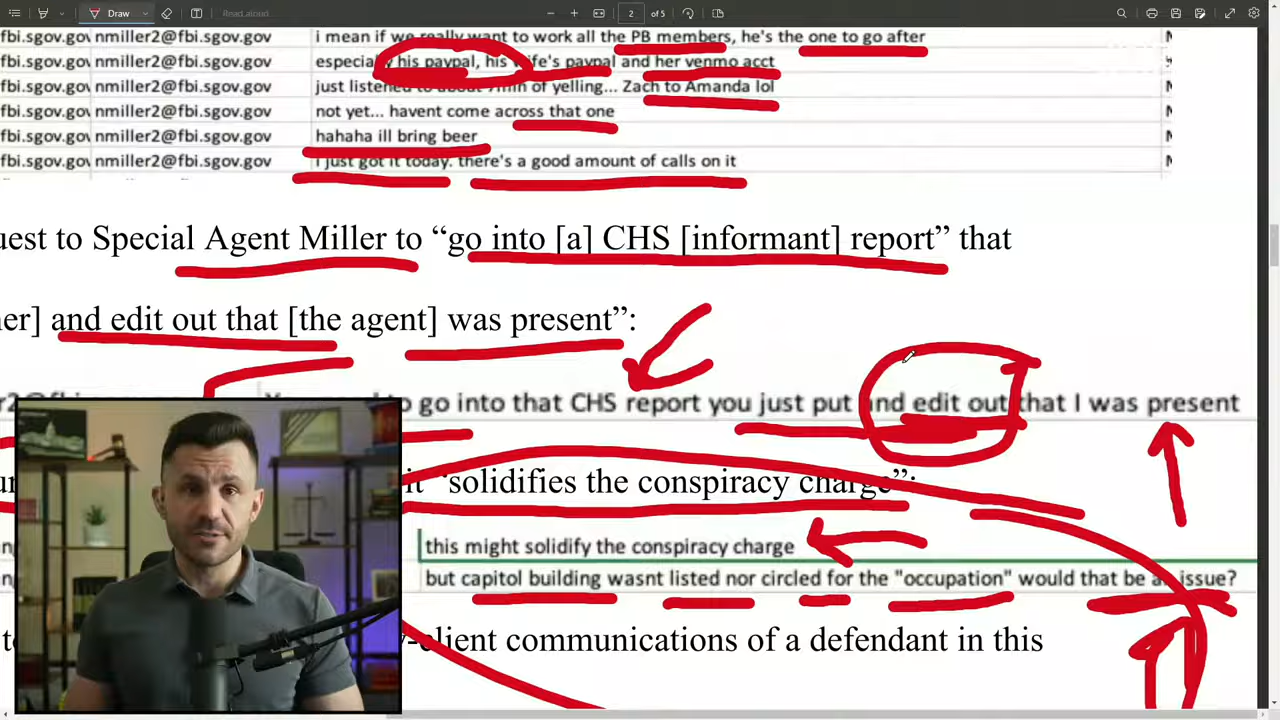 Draw
Read aloud
2 of 5
fbi.sgov.gov nmiller2@fbi.sgov.gov i mean if we really want to work all the PB members, he's the one to go after
fbi.sgov.gov nmiller2@fbi.sgov.gov especially his paypal, his wife's paypal and her venmo acct
fbi.sgov.gov nmiller2@fbi.sgov.gov just listened to about 7min of yelling... Zach to Amanda lol
fbi.sgov.gov nmiller2@fbi.sgov.gov not yet... havent come across that one
fbi.sgov.gov nmiller2@fbi.sgov.gov hahaha ill bring beer
fbi.sgov.gov nmiller2@fbi.sgov.gov i just got it today. there's a good amount of calls on it
uest to Special Agent Miller to “go into [a] CHS [informant] report” that
er] and edit out that [the agent] was present”:
to go into that CHS report you just put and edit out that I was present
it “solidifies the conspiracy charge”:
this might solidify the conspiracy charge
but capitol building wasnt listed nor circled for the "occupation" would that be an issue?
-client communications of a defendant in this